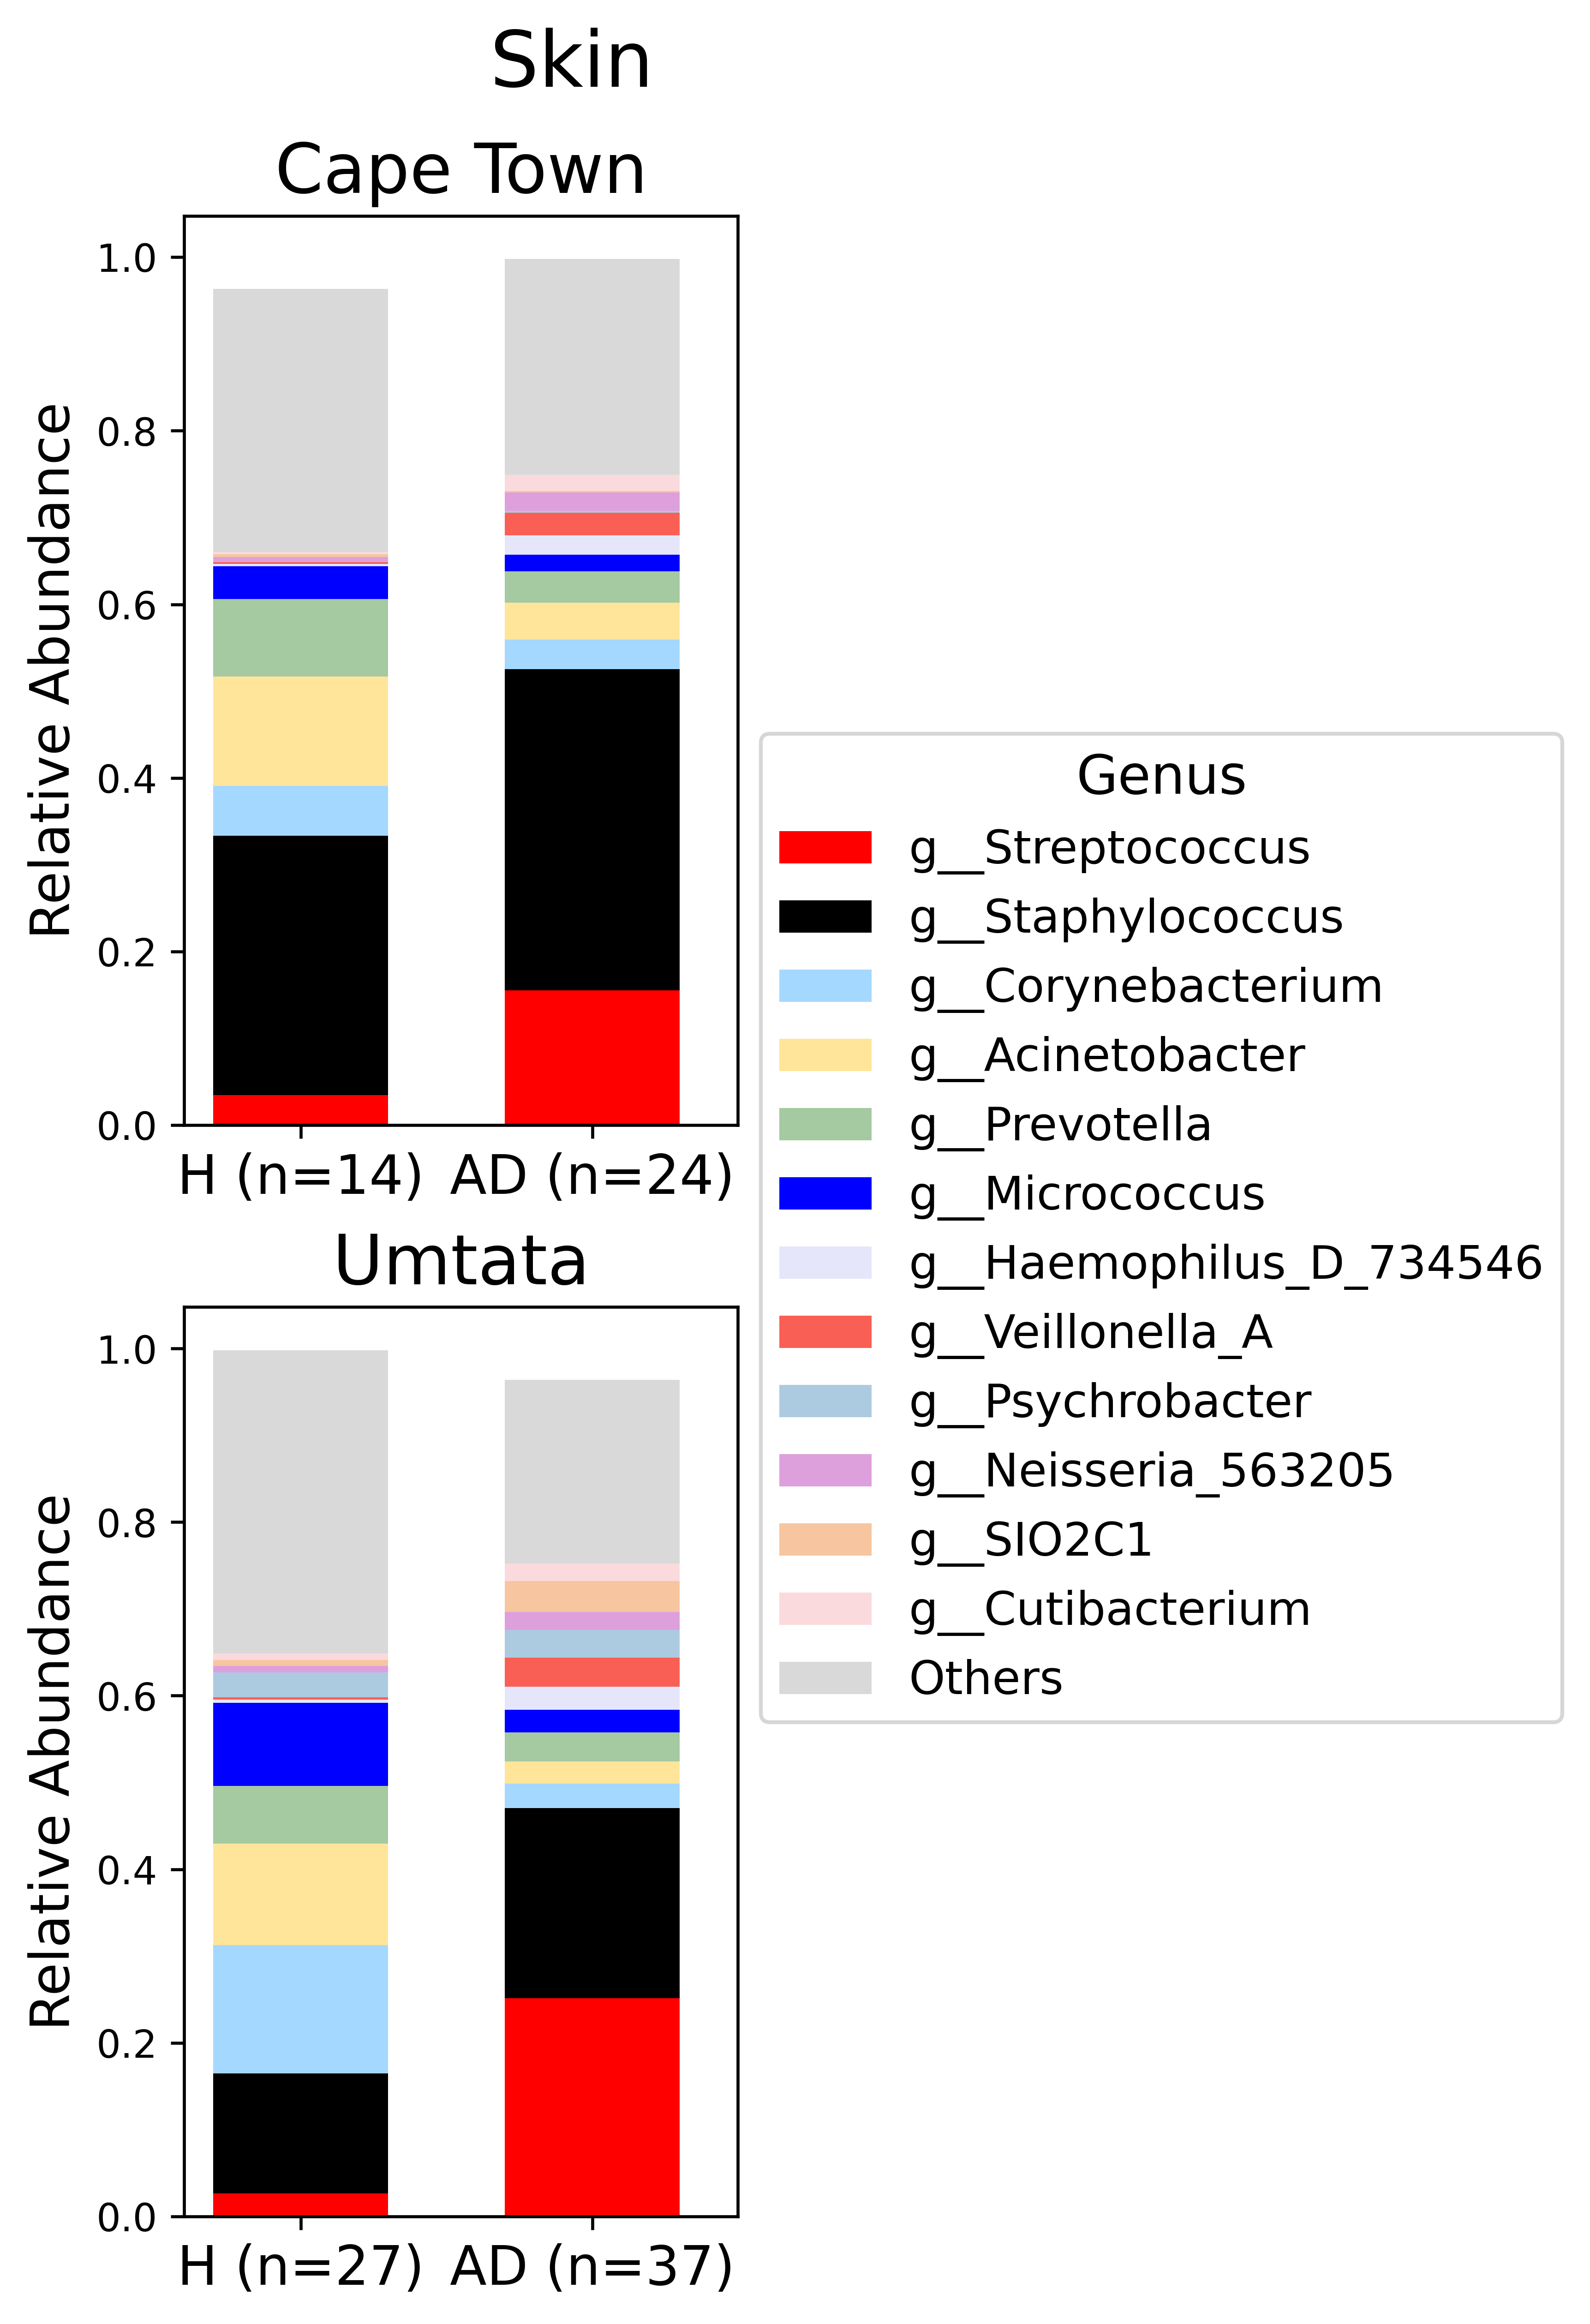 Skin
Cape Town
Relative Abundance
1.0
0.8
0.6
0.4
0.2
0.0
H (n=14)
AD (n=24)
Umtata
Relative Abundance
1.0
0.8
0.6
0.4
0.2
0.0
H (n=27)
AD (n=37)
Genus
g__Streptococcus
g__Staphylococcus
g__Corynebacterium
g__Acinetobacter
g__Prevotella
g__Micrococcus
g__Haemophilus_D_734546
g__Veillonella_A
g__Psychrobacter
g__Neisseria_563205
g__SIO2C1
g__Cutibacterium
Others